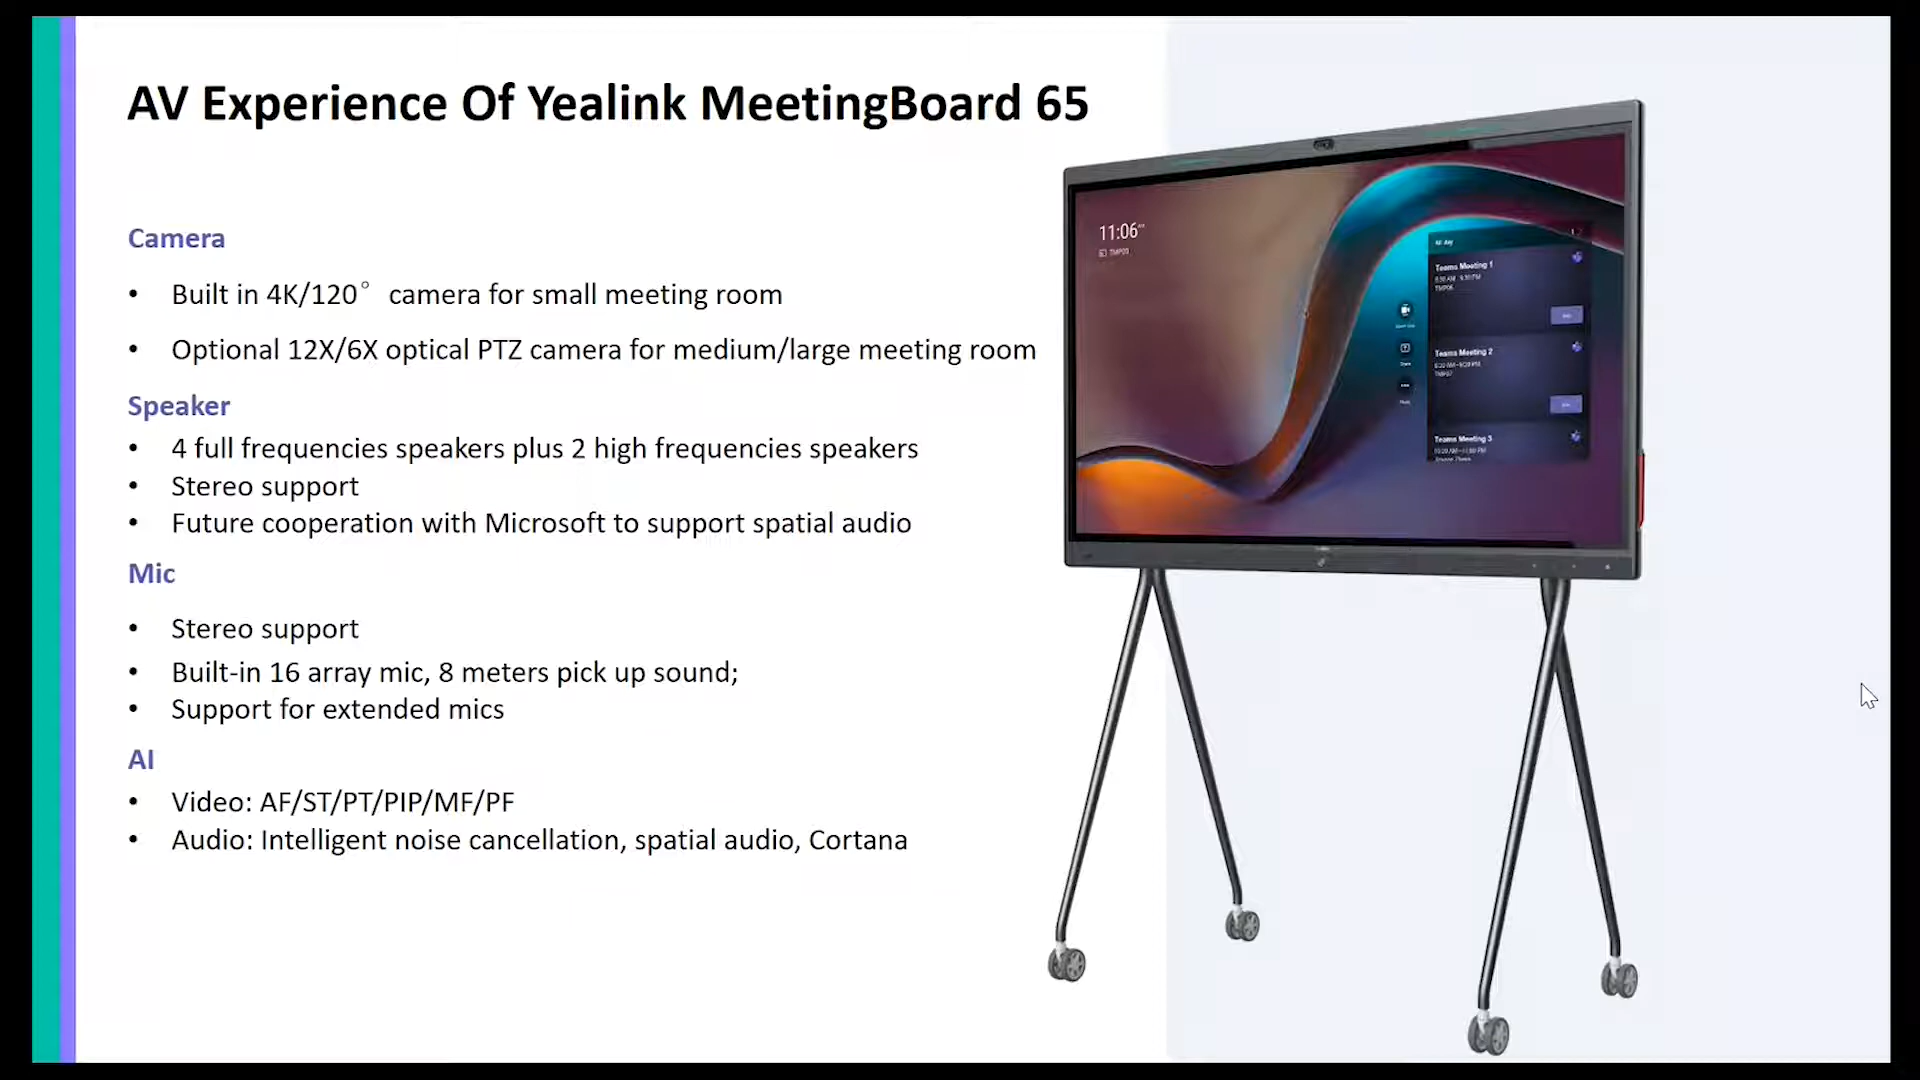 AV Experience Of Yealink MeetingBoard 65
Camera
• Built in 4K/120° camera for small meeting room
• Optional 12X/6X optical PTZ camera for medium/large meeting room
Speaker
• 4 full frequencies speakers plus 2 high frequencies speakers
• Stereo support
• Future cooperation with Microsoft to support spatial audio
Mic
• Stereo support
• Built-in 16 array mic, 8 meters pick up sound;
• Support for extended mics
AI
• Video: AF/ST/PT/PIP/MF/PF
• Audio: Intelligent noise cancellation, spatial audio, Cortana
11:06
All day
Teams Meeting 1
Teams Meeting 2
Teams Meeting 3